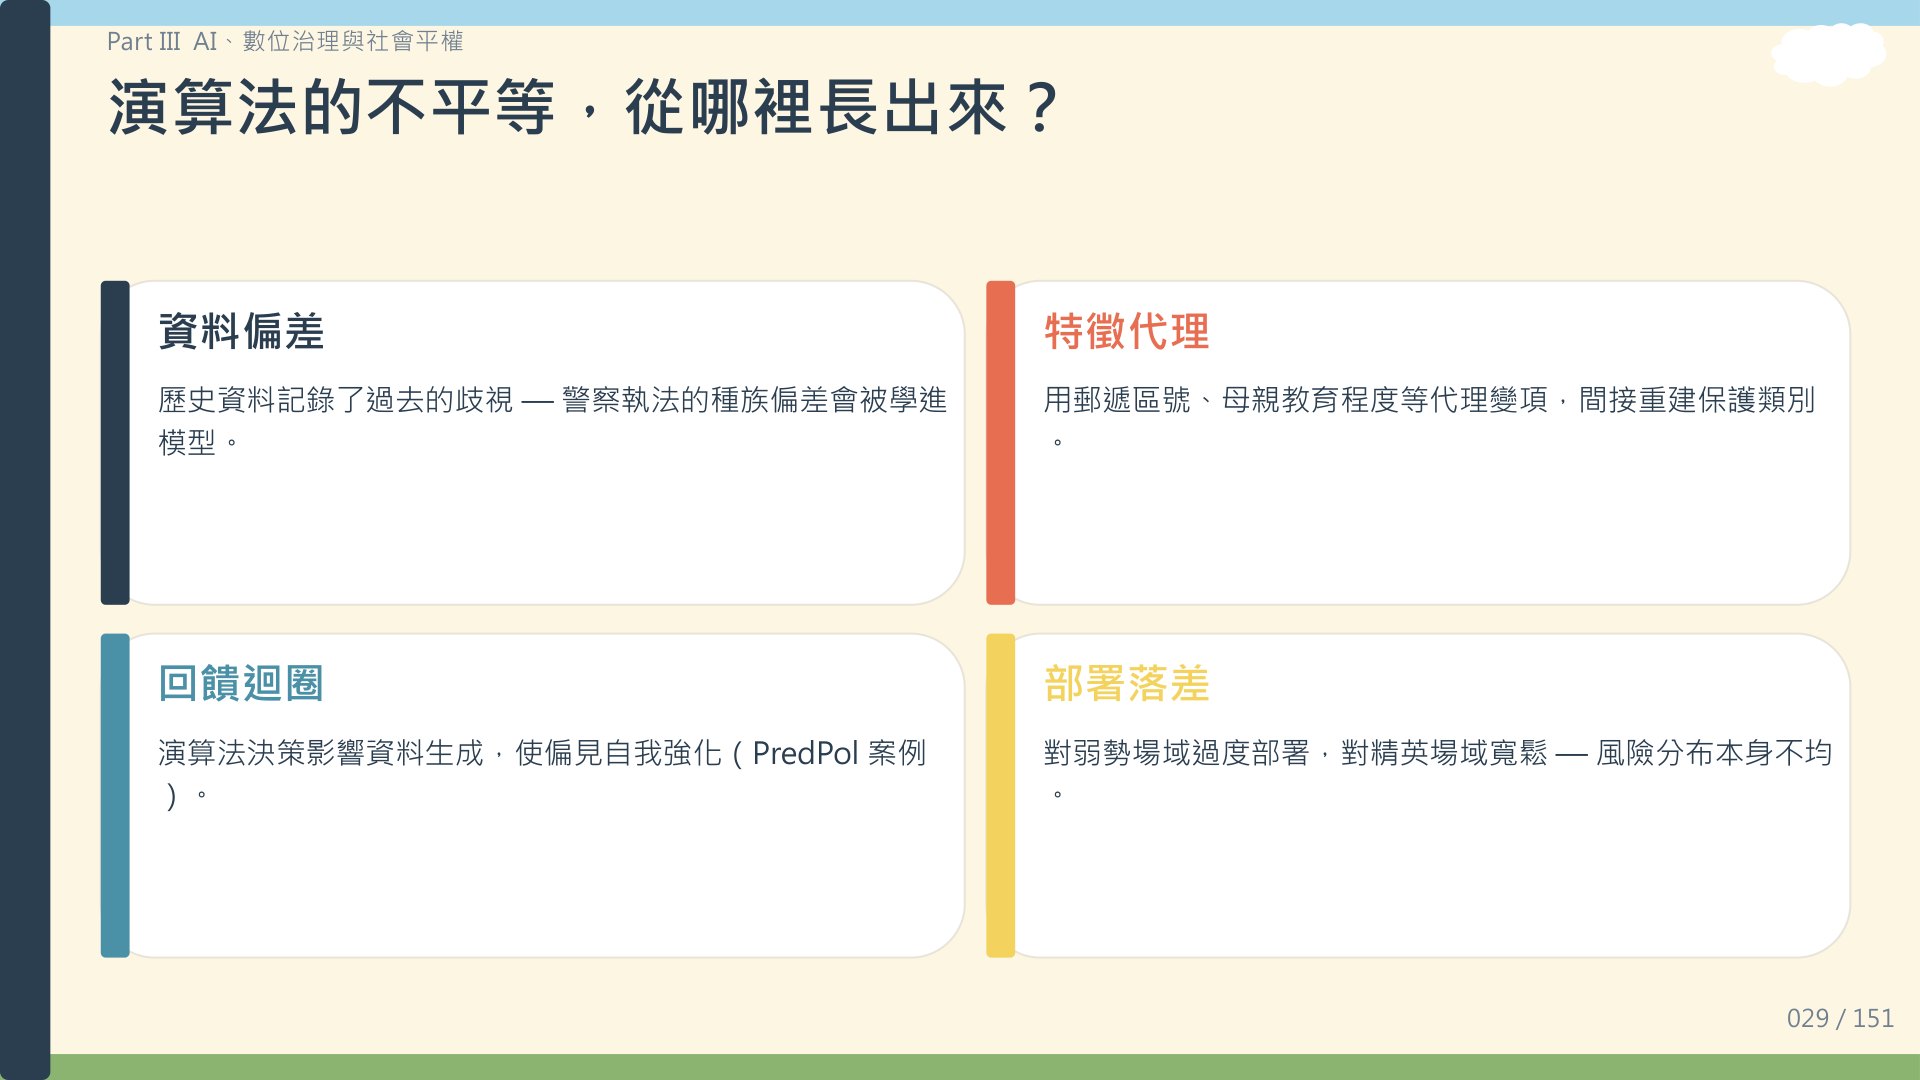 Part III  AI、數位治理與社會平權
演算法的不平等，從哪裡長出來？
資料偏差
歷史資料記錄了過去的歧視 — 警察執法的種族偏差會被學進
模型。
特徵代理
用郵遞區號、母親教育程度等代理變項，間接重建保護類別
。
回饋迴圈
演算法決策影響資料生成，使偏見自我強化（PredPol 案例
）。
部署落差
對弱勢場域過度部署，對精英場域寬鬆 — 風險分布本身不均
。
029 / 151